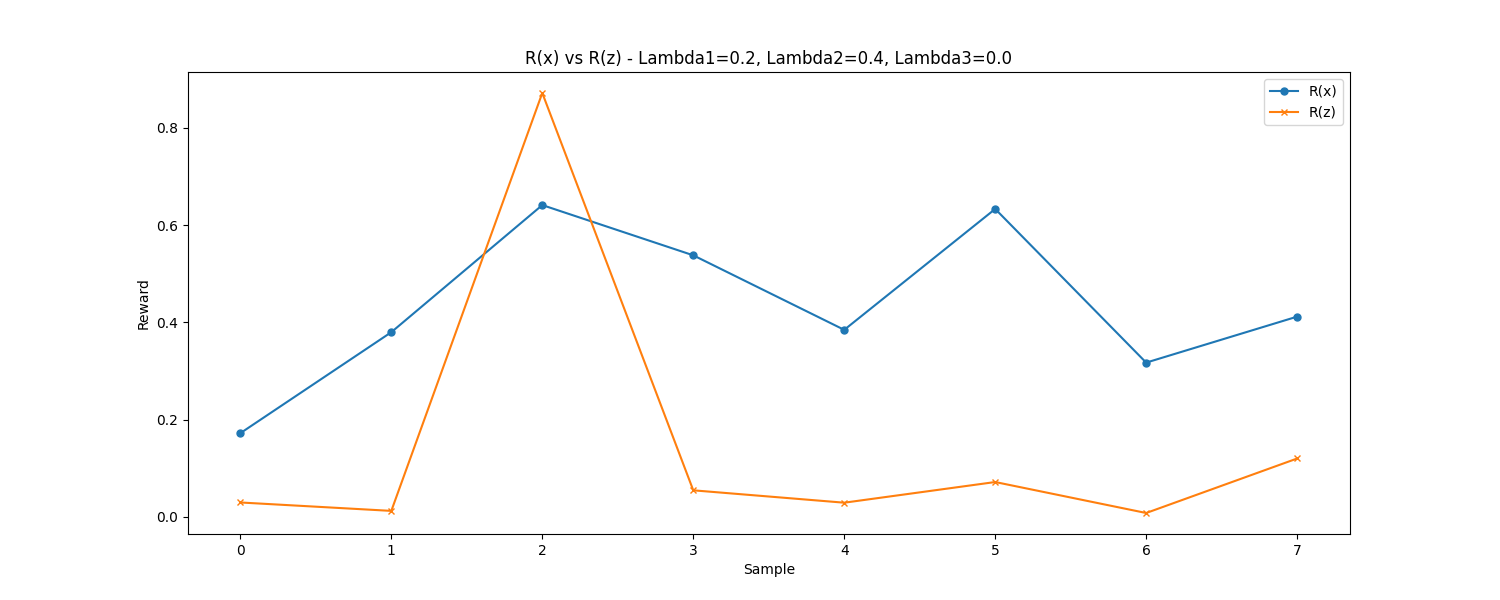 R(x) vs R(z) - Lambda1=0.2, Lambda2=0.4, Lambda3=0.0
R(x)
R(z)
0.8
0.6
0.4
0.2
0.0
Reward
0 1 2 3 4 5 6 7
Sample